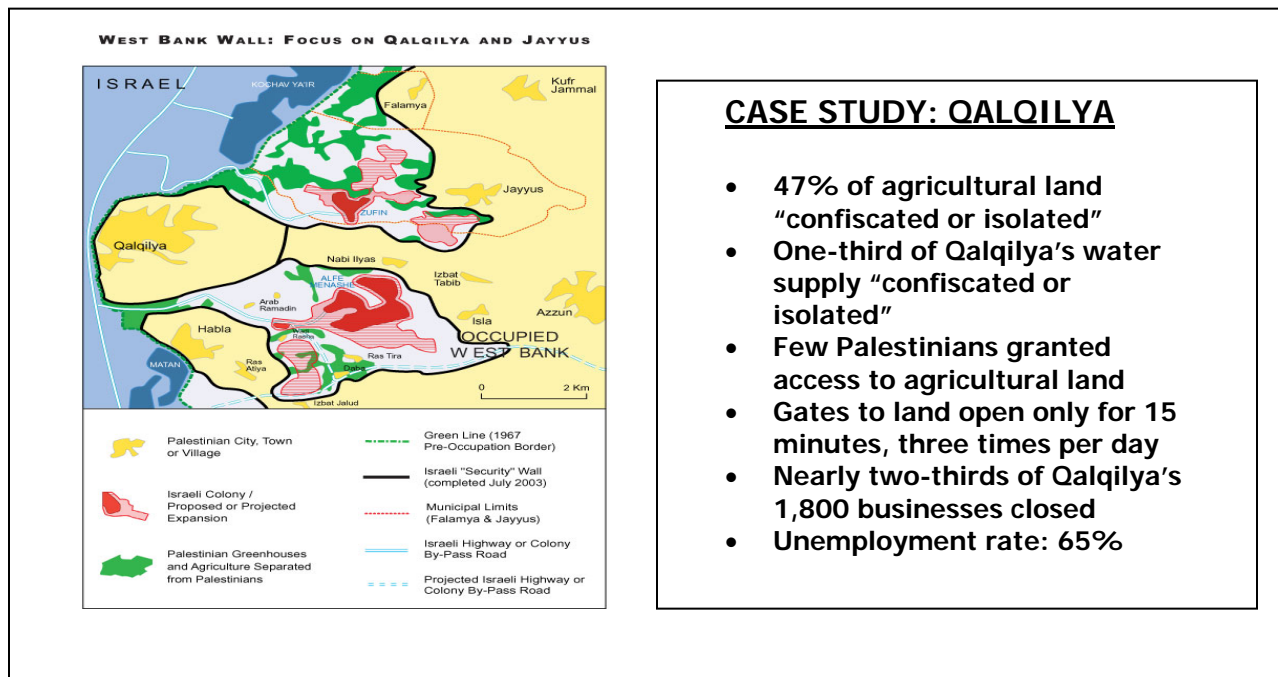 WEST BANK WALL: FOCUS ON QALQILYA AND JAYYUS
ISRAEL
KOCHAV YA'IR
Kufr
Jammal
Falamya
Jayyus
ZUFIN
Qalqilya
Nabi Ilyas
Izbat
Tabib
ALFE
MENASHE
Arab
Ramadin
Azzun
Isla
Habla
Wadi
Rasha
OCCUPIED
WEST BANK
Ras Tira
MATAN
Ras
Atiya
Daba
0 2 Km
Izbat Jalud
Palestinian City, Town
or Village
Israeli Colony /
Proposed or Projected
Expansion
Palestinian Greenhouses
and Agriculture Separated
from Palestinians
Green Line (1967
Pre-Occupation Border)
Israeli "Security" Wall
(completed July 2003)
Municipal Limits
(Falamya & Jayyus)
Israeli Highway or Colony
By-Pass Road
Projected Israeli Highway or
Colony By-Pass Road
CASE STUDY: QALQILYA
• 47% of agricultural land
“confiscated or isolated”
• One-third of Qalqilya’s water
supply “confiscated or
isolated”
• Few Palestinians granted
access to agricultural land
• Gates to land open only for 15
minutes, three times per day
• Nearly two-thirds of Qalqilya’s
1,800 businesses closed
• Unemployment rate: 65%